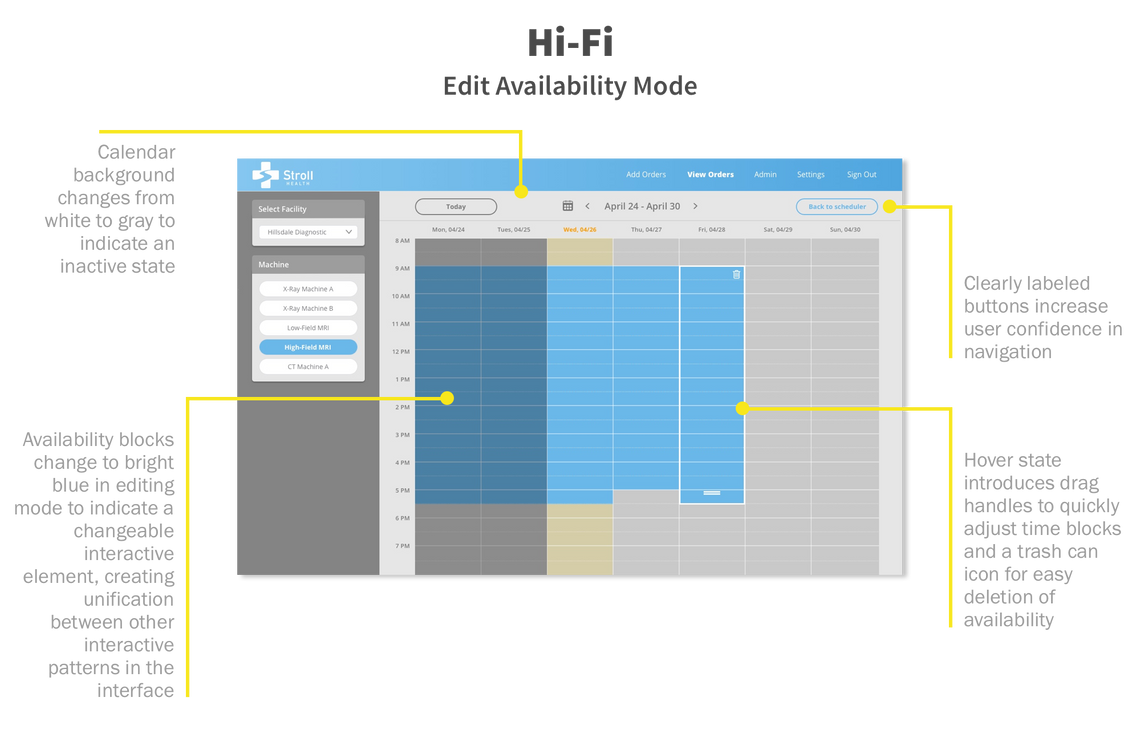 Hi-Fi
Edit Availability Mode
Calendar
background
changes from
white to gray to
indicate an
inactive state
Availability blocks
change to bright
blue in editing
mode to indicate a
changeable
interactive
element, creating
unification
between other
interactive
patterns in the
interface
Stroll
HEALTH
Add Orders
View Orders
Admin
Settings
Sign Out
Select Facility
Hillsdale Diagnostic
Machine
X-Ray Machine A
X-Ray Machine B
Low-Field MRI
High-Field MRI
CT Machine A
Today
April 24 - April 30
Back to scheduler
Mon, 04/24
Tues, 04/25
Wed, 04/26
Thu, 04/27
Fri, 04/28
Sat, 04/29
Sun, 04/30
8 AM
9 AM
10 AM
11 AM
12 PM
1 PM
2 PM
3 PM
4 PM
5 PM
6 PM
7 PM
Clearly labeled
buttons increase
user confidence in
navigation
Hover state
introduces drag
handles to quickly
adjust time blocks
and a trash can
icon for easy
deletion of
availability